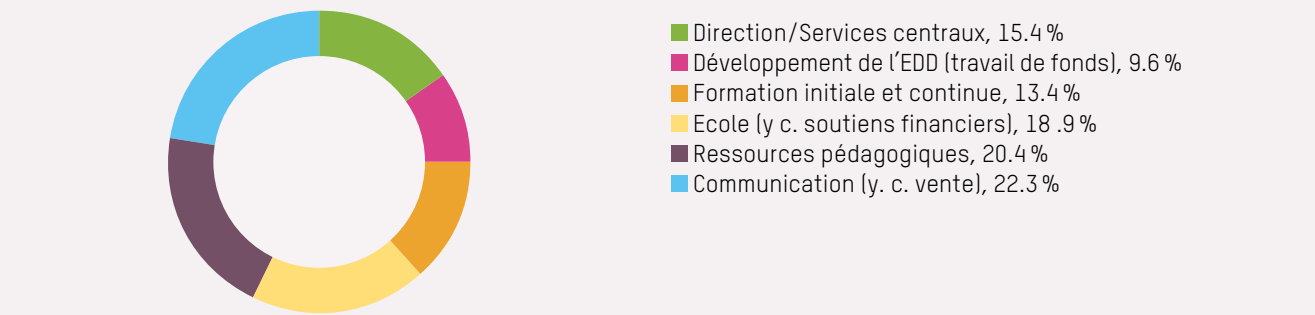 Direction/Services centraux, 15.4 %
Développement de l'EDD (travail de fonds), 9.6 %
Formation initiale et continue, 13.4 %
Ecole (y c. soutiens financiers), 18 .9 %
Ressources pédagogiques, 20.4 %
Communication (y. c. vente), 22.3 %